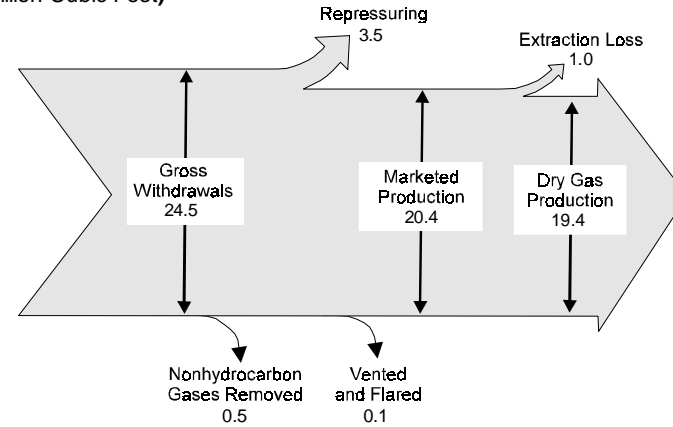 Repressuring
3.5
Extraction Loss
1.0
Gross
Withdrawals
24.5
Marketed
Production
20.4
Dry Gas
Production
19.4
Nonhydrocarbon
Gases Removed
0.5
Vented
and Flared
0.1